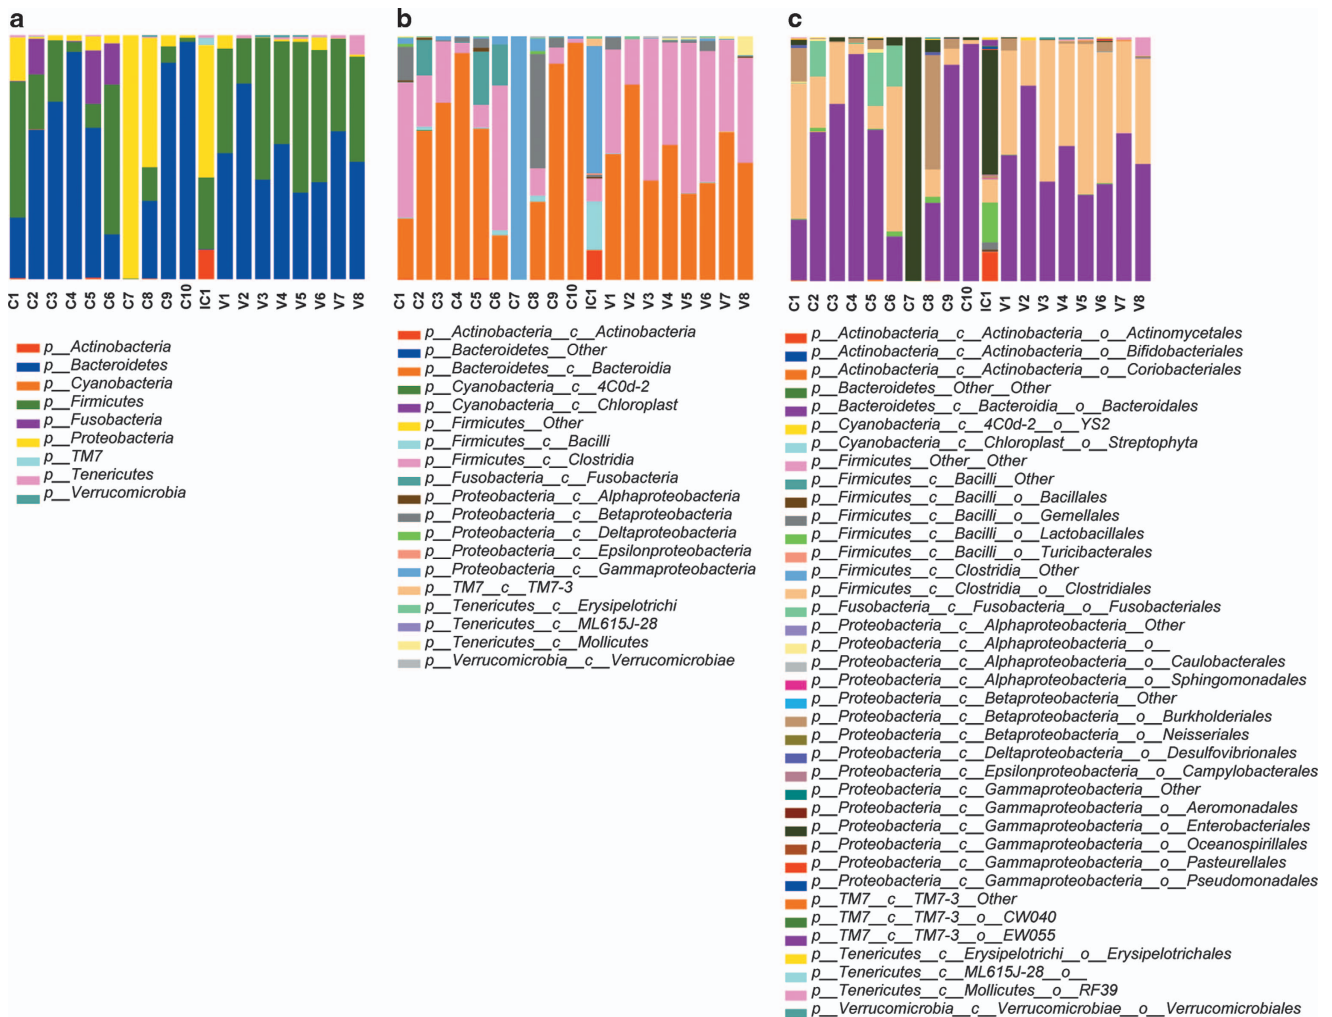 a
C1 C2 C3 C4 C5 C6 C7 C8 C9 C10 IC1 V1 V2 V3 V4 V5 V6 V7 V8
p__Actinobacteria
p__Bacteroidetes
p__Cyanobacteria
p__Firmicutes
p__Fusobacteria
p__Proteobacteria
p__TM7
p__Tenericutes
p__Verrucomicrobia
b
C1 C2 C3 C4 C5 C6 C7 C8 C9 C10 IC1 V1 V2 V3 V4 V5 V6 V7 V8
p__Actinobacteria__c__Actinobacteria
p__Bacteroidetes__Other
p__Bacteroidetes__c__Bacteroidia
p__Cyanobacteria__c__4C0d-2
p__Cyanobacteria__c__Chloroplast
p__Firmicutes__Other
p__Firmicutes__c__Bacilli
p__Firmicutes__c__Clostridia
p__Fusobacteria__c__Fusobacteria
p__Proteobacteria__c__Alphaproteobacteria
p__Proteobacteria__c__Betaproteobacteria
p__Proteobacteria__c__Deltaproteobacteria
p__Proteobacteria__c__Epsilonproteobacteria
p__Proteobacteria__c__Gammaproteobacteria
p__TM7__c__TM7-3
p__Tenericutes__c__Erysipelotrichi
p__Tenericutes__c__ML615J-28
p__Tenericutes__c__Mollicutes
p__Verrucomicrobia__c__Verrucomicrobiae
c
C1 C2 C3 C4 C5 C6 C7 C8 C9 C10 IC1 V1 V2 V3 V4 V5 V6 V7 V8
p__Actinobacteria__c__Actinobacteria__o__Actinomycetales
p__Actinobacteria__c__Actinobacteria__o__Bifidobacteriales
p__Actinobacteria__c__Actinobacteria__o__Coriobacteriales
p__Bacteroidetes__Other__Other
p__Bacteroidetes__c__Bacteroidia__o__Bacteroidales
p__Cyanobacteria__c__4C0d-2__o__YS2
p__Cyanobacteria__c__Chloroplast__o__Streptophyta
p__Firmicutes__Other__Other
p__Firmicutes__c__Bacilli__Other
p__Firmicutes__c__Bacilli__o__Bacillales
p__Firmicutes__c__Bacilli__o__Gemellales
p__Firmicutes__c__Bacilli__o__Lactobacillales
p__Firmicutes__c__Bacilli__o__Turicibacterales
p__Firmicutes__c__Clostridia__Other
p__Firmicutes__c__Clostridia__o__Clostridiales
p__Fusobacteria__c__Fusobacteria__o__Fusobacteriales
p__Proteobacteria__c__Alphaproteobacteria__Other
p__Proteobacteria__c__Alphaproteobacteria__o__
p__Proteobacteria__c__Alphaproteobacteria__o__Caulobacterales
p__Proteobacteria__c__Alphaproteobacteria__o__Sphingomonadales
p__Proteobacteria__c__Betaproteobacteria__Other
p__Proteobacteria__c__Betaproteobacteria__o__Burkholderiales
p__Proteobacteria__c__Betaproteobacteria__o__Neisseriales
p__Proteobacteria__c__Deltaproteobacteria__o__Desulfovibrionales
p__Proteobacteria__c__Epsilonproteobacteria__o__Campylobacterales
p__Proteobacteria__c__Gammaproteobacteria__Other
p__Proteobacteria__c__Gammaproteobacteria__o__Aeromonadales
p__Proteobacteria__c__Gammaproteobacteria__o__Enterobacteriales
p__Proteobacteria__c__Gammaproteobacteria__o__Oceanospirillales
p__Proteobacteria__c__Gammaproteobacteria__o__Pasteurellales
p__Proteobacteria__c__Gammaproteobacteria__o__Pseudomonadales
p__TM7__c__TM7-3__Other
p__TM7__c__TM7-3__o__CW040
p__TM7__c__TM7-3__o__EW055
p__Tenericutes__c__Erysipelotrichi__o__Erysipelotrichales
p__Tenericutes__c__ML615J-28__o__
p__Tenericutes__c__Mollicutes__o__RF39
p__Verrucomicrobia__c__Verrucomicrobiae__o__Verrucomicrobiales